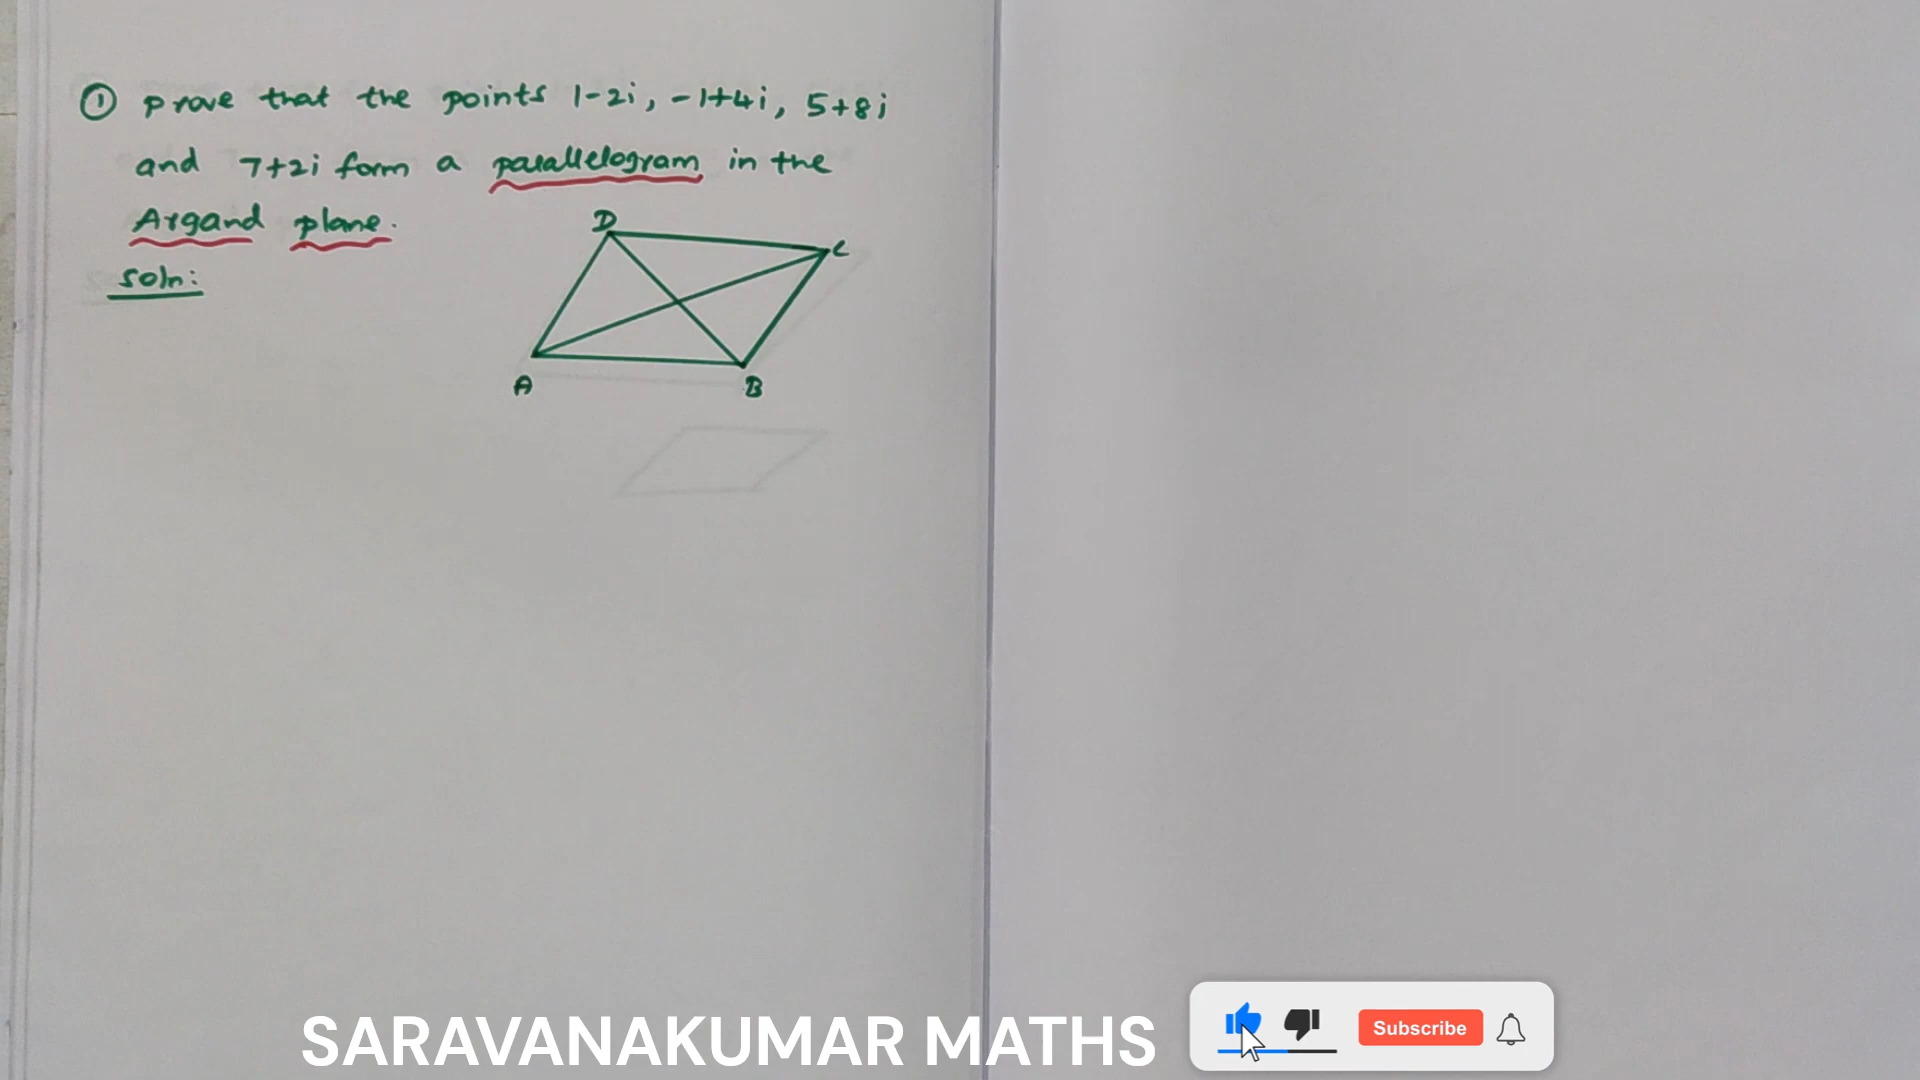 ① prove that the points 1-2i, -1+4i, 5+8i
and 7+2i form a parallelogram in the
Argand plane.
soln:
D
C
A
B
SARAVANAKUMAR MATHS
Subscribe